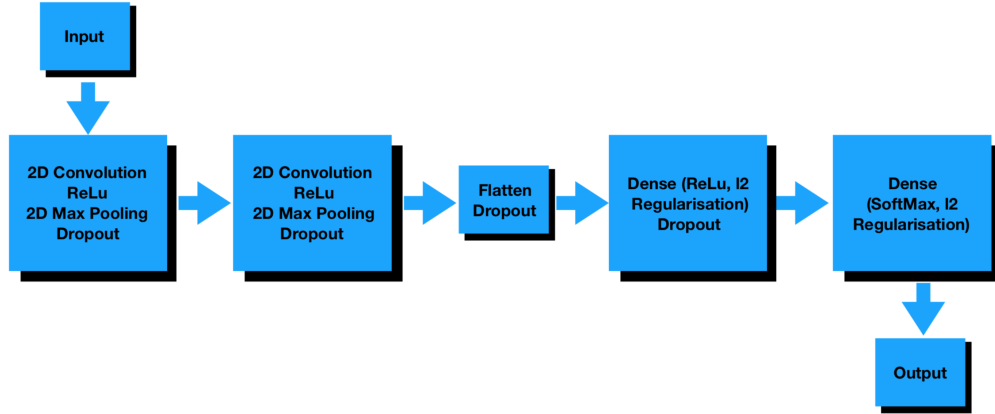 Input
2D Convolution
ReLu
2D Max Pooling
Dropout
2D Convolution
ReLu
2D Max Pooling
Dropout
Flatten
Dropout
Dense (ReLu, l2
Regularisation)
Dropout
Dense
(SoftMax, l2
Regularisation)
Output